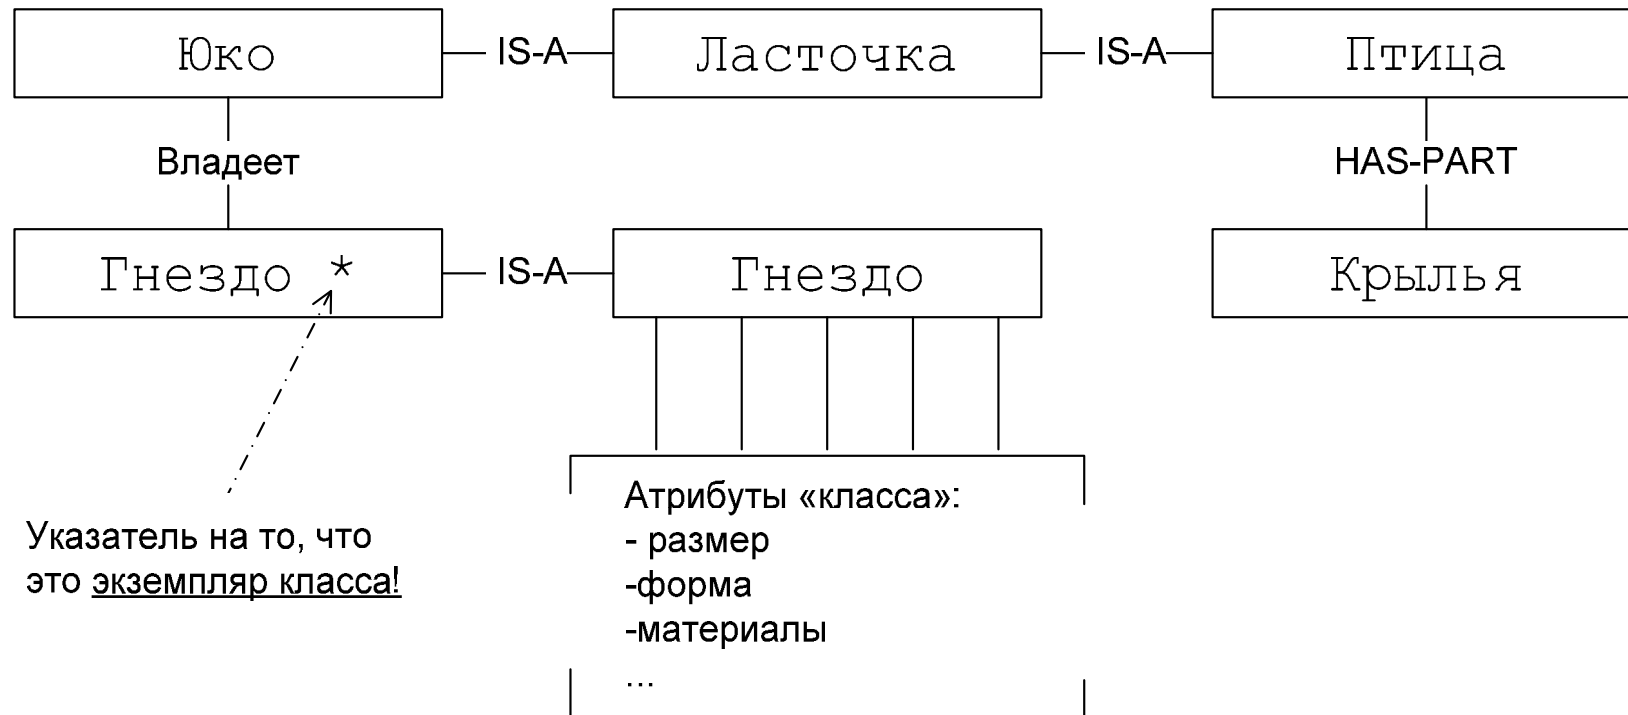 Юко IS-A Ласточка IS-A Птица
Владеет HAS-PART
Гнездо * IS-A Гнездо Крылья
Атрибуты «класса»:
- размер
-форма
-материалы
...
Указатель на то, что
это экземпляр класса!